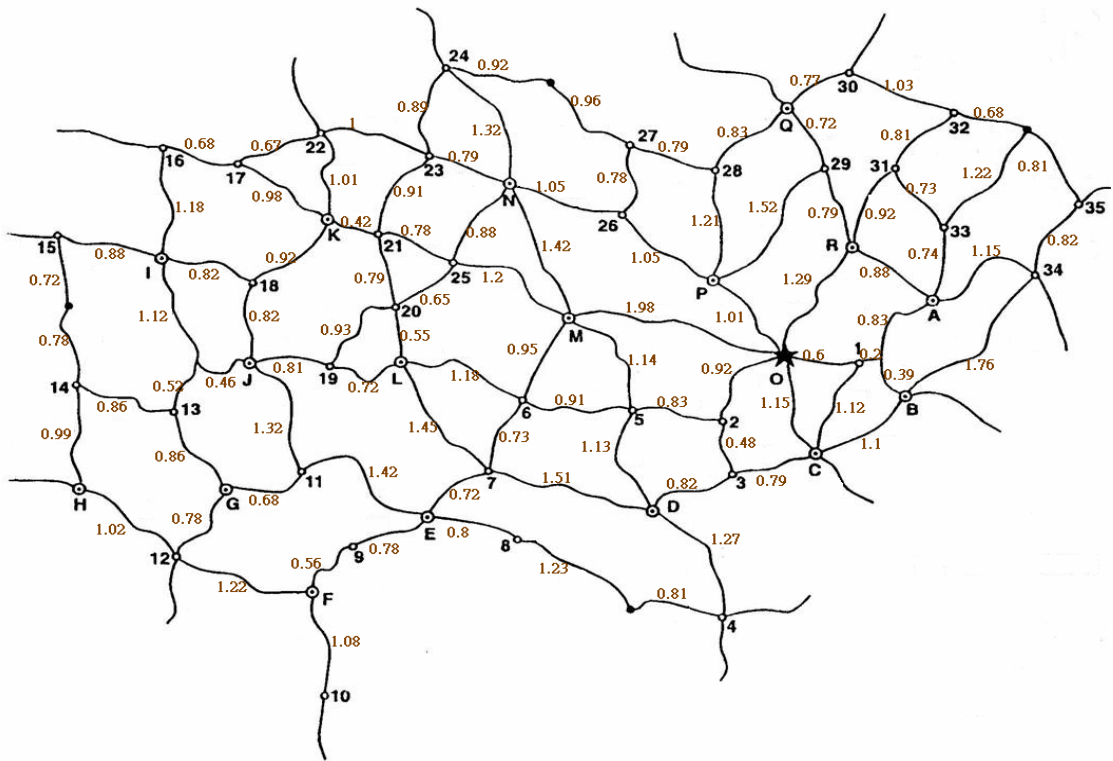 24 0.92
30
0.77 1.03
0.96
0.89 0.83 Q 32 0.68
1.32 0.72
0.67 1 27
16 0.68 22 0.79 0.81
17 23 0.79 28 29 31 1.22 0.81
1.01 0.78
0.98 0.91 N 1.05 0.73
1.18 1.21 1.52 0.79 0.92 35
K 0.42 26 33
15 21 0.78 0.88 1.42 R 0.82
0.88 I 0.92 1.05 0.74 1.15
0.72 0.82 25 1.2 34
18 P 1.29 0.88
0.79 0.65 A
1.12 0.82 20 M 1.98 1.01 0.83
0.78 0.93 0.55
0.95 1.14 0.6 1 0.2
0.46 J 0.81 19 L O 0.39 1.76
14 0.52 0.72 1.18 0.92
0.86 13 6 0.91 5 0.83 1.15 1.12 B
0.99 1.32 1.45 2
0.86 0.73 1.13 0.48 1.1
11 1.42 7 C
H G 0.68 0.72 1.51 0.82 3 0.79
0.78 D
1.02 E 0.8
12 0.56 9 0.78 8 1.27
1.22 1.23
F 0.81
4
1.08
10